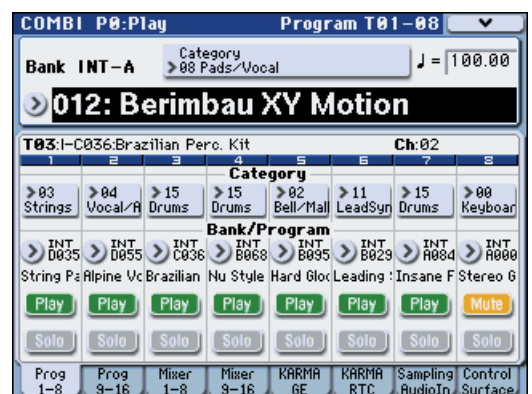 COMBI P0:Play Program T01-08
Bank INT-A
Category
08 Pads/Vocal
♩= 100.00
012: Berimbau XY Motion
T03:I-C036:Brazilian Perc. Kit Ch:02
1 2 3 4 5 6 7 8
Category
03 04 15 15 02 11 15 00
Strings Vocal/A Drums Drums Bell/Mall LeadSyn Drums Keyboar
Bank/Program
INT INT INT INT INT INT INT INT
D035 D055 C036 B068 B095 B029 A084 A000
String Pa Alpine Vc Brazilian Nu Style Hard Gloc Leading Insane F Stereo G
Play Play Play Play Play Play Play Mute
Solo Solo Solo Solo Solo Solo Solo Solo
Prog Prog Mixer Mixer KARMA KARMA Sampling Control
1-8 9-16 1-8 9-16 GE RTC AudioIn Surface